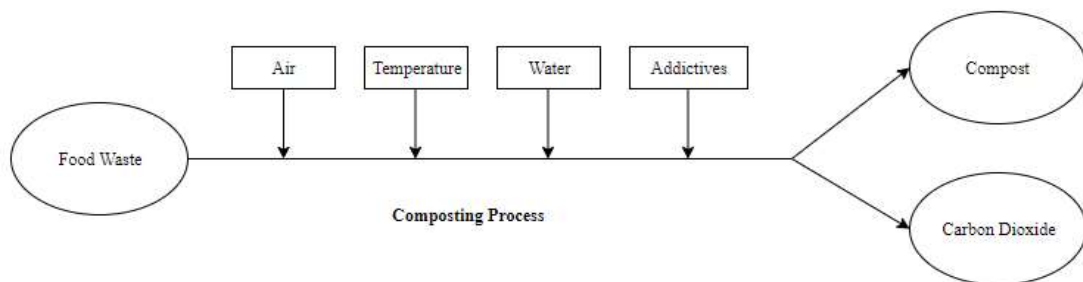 Air
Temperature
Water
Addictives
Compost
Food Waste
Composting Process
Carbon Dioxide